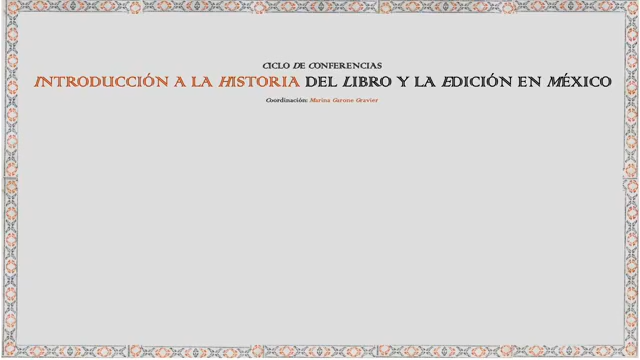 Ciclo de Conferencias
Introducción a la Historia del Libro y la Edición en México
Coordinación: Marina Garone Gravier